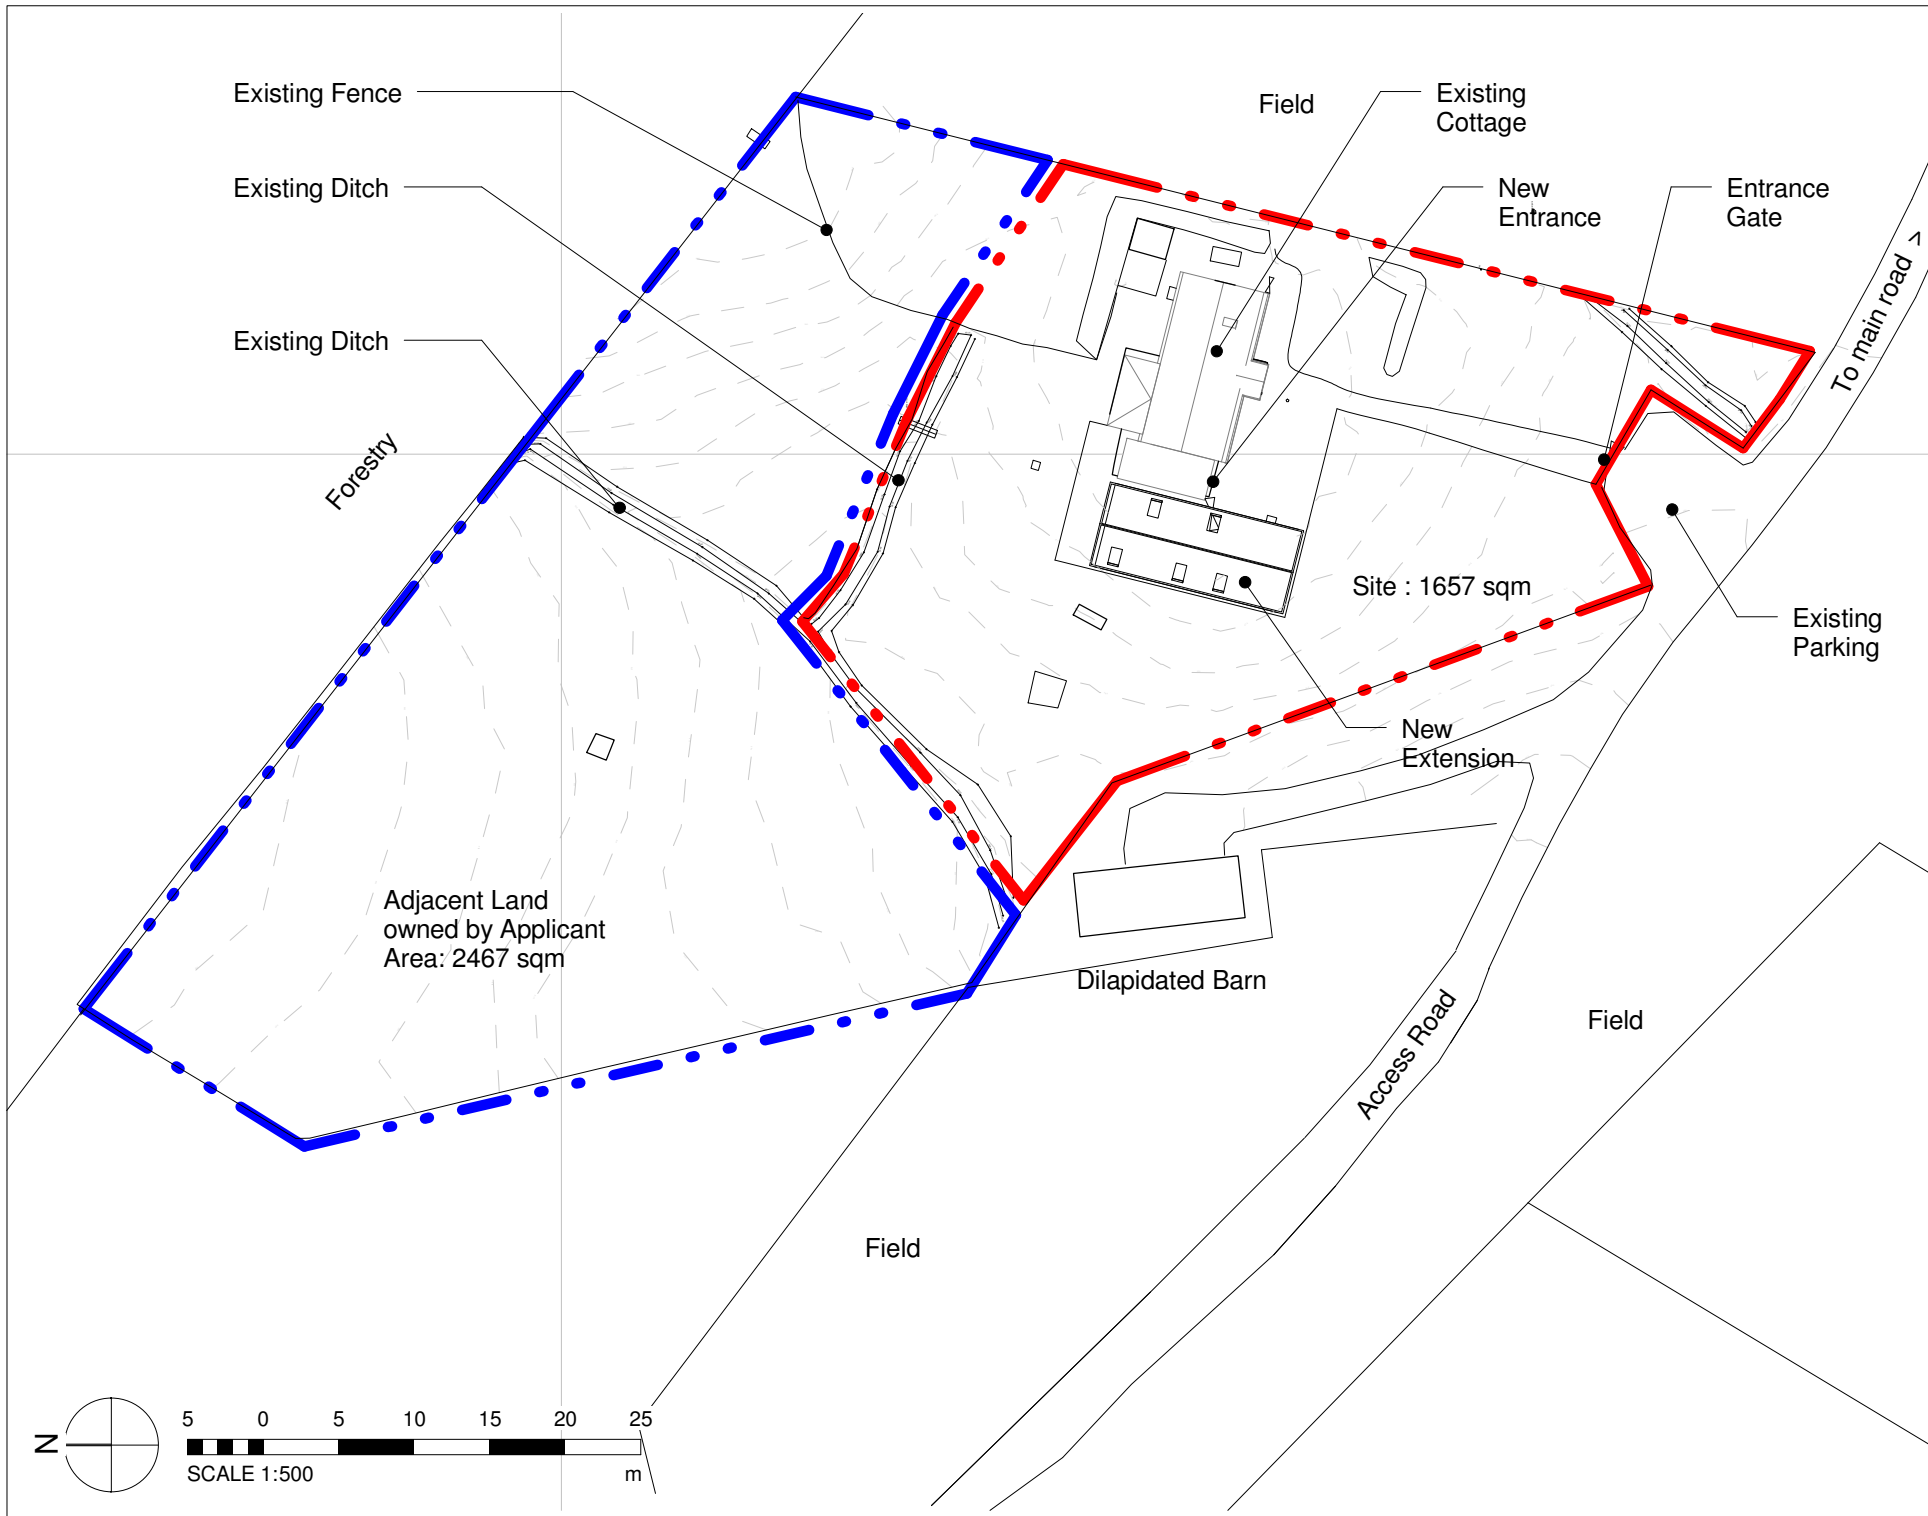 Existing Fence
Field
Existing
Cottage
Existing Ditch
New
Entrance
Entrance
Gate
To main road >
Existing Ditch
Forestry
Site : 1657 sqm
Existing
Parking
New
Extension
Adjacent Land
owned by Applicant
Area: 2467 sqm
Dilapidated Barn
Access Road
Field
Field
N
5 0 5 10 15 20 25
SCALE 1:500 m